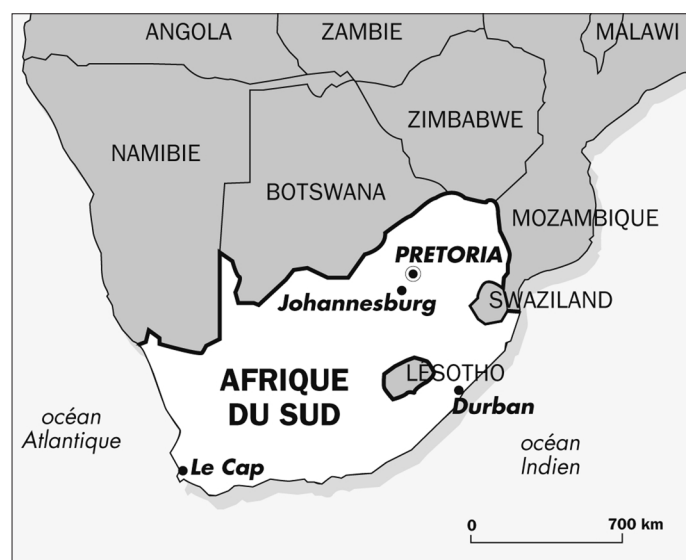 ANGOLA
ZAMBIE
MALAWI
ZIMBABWE
NAMIBIE
BOTSWANA
MOZAMBIQUE
PRETORIA
Johannesburg
SWAZILAND
AFRIQUE
DU SUD
LESOTHO
Durban
océan
Atlantique
océan
Indien
Le Cap
0
700 km